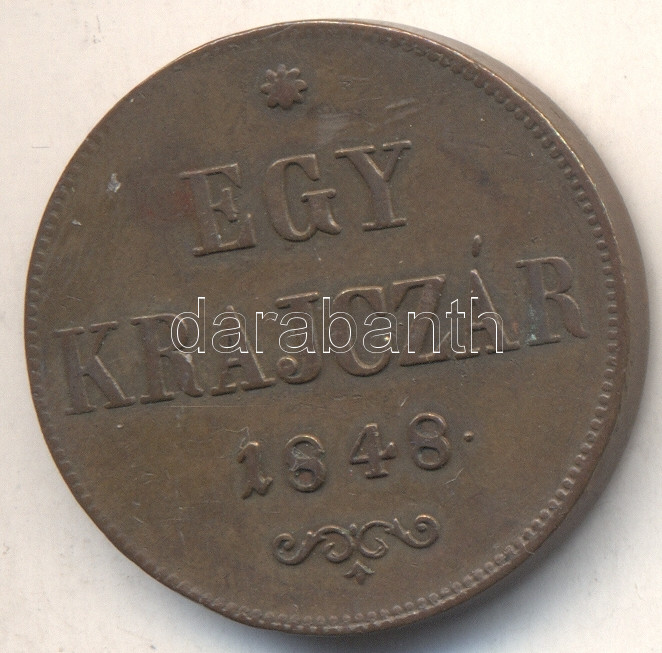 EGY
KRAJCZÁR
darabanth
1848.